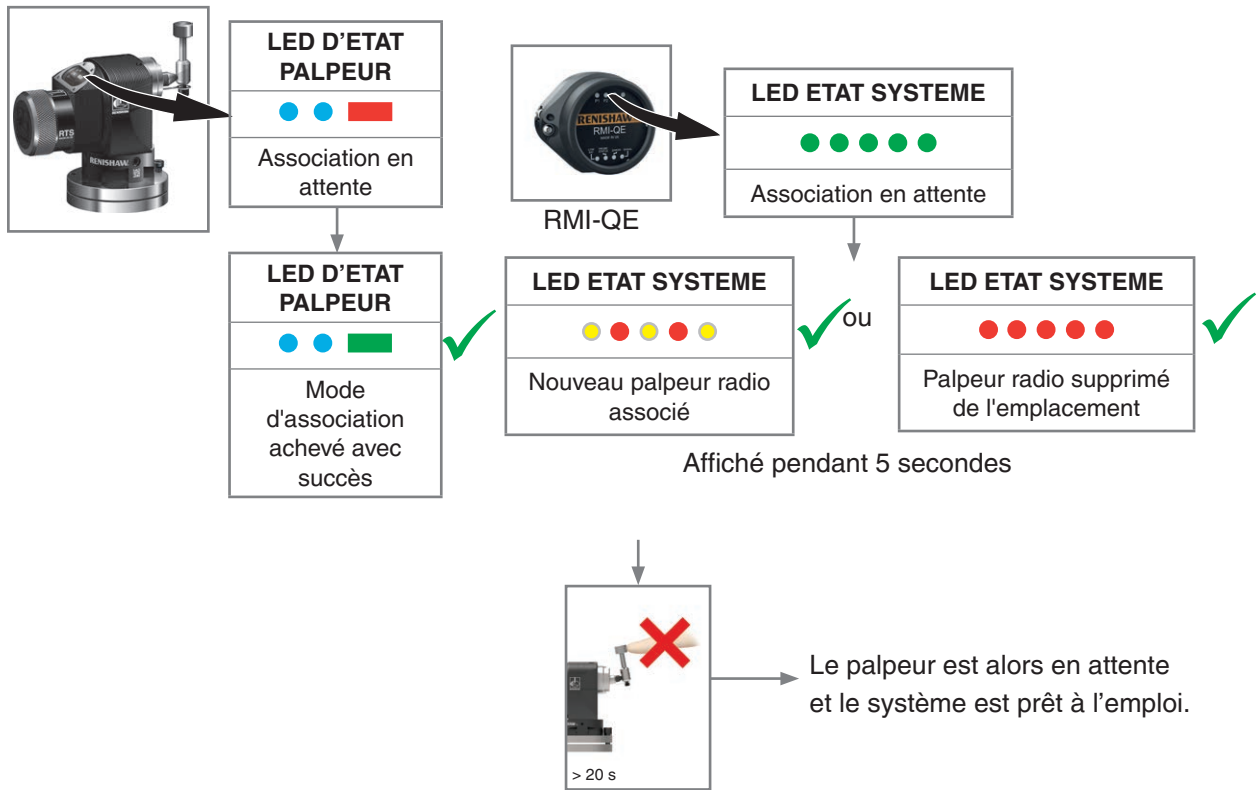 LED D'ETAT
PALPEUR
Association en
attente
RTS
RENISHAW
RENISHAW
RMI-QE
RMI-QE
LED ETAT SYSTEME
Association en attente
LED D'ETAT
PALPEUR
Mode
d'association
achevé avec
succès
LED ETAT SYSTEME
Nouveau palpeur radio
associé
ou
LED ETAT SYSTEME
Palpeur radio supprimé
de l'emplacement
Affiché pendant 5 secondes
> 20 s
Le palpeur est alors en attente
et le système est prêt à l’emploi.